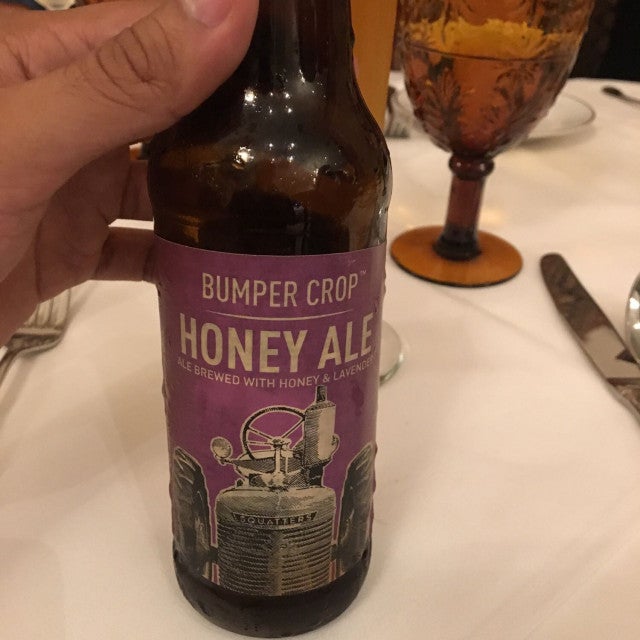 BUMPER CROP™
HONEY ALE
ALE BREWED WITH HONEY & LAVENDER
SQUATTERS